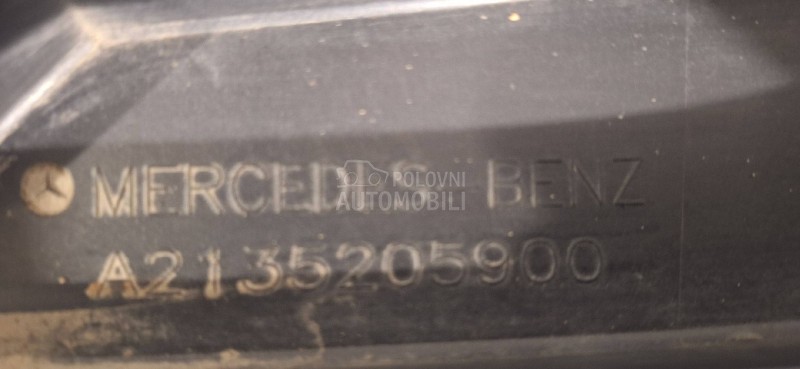 MERCEDES BENZ
POLOVNI
AUTOMOBILI
A2135205900